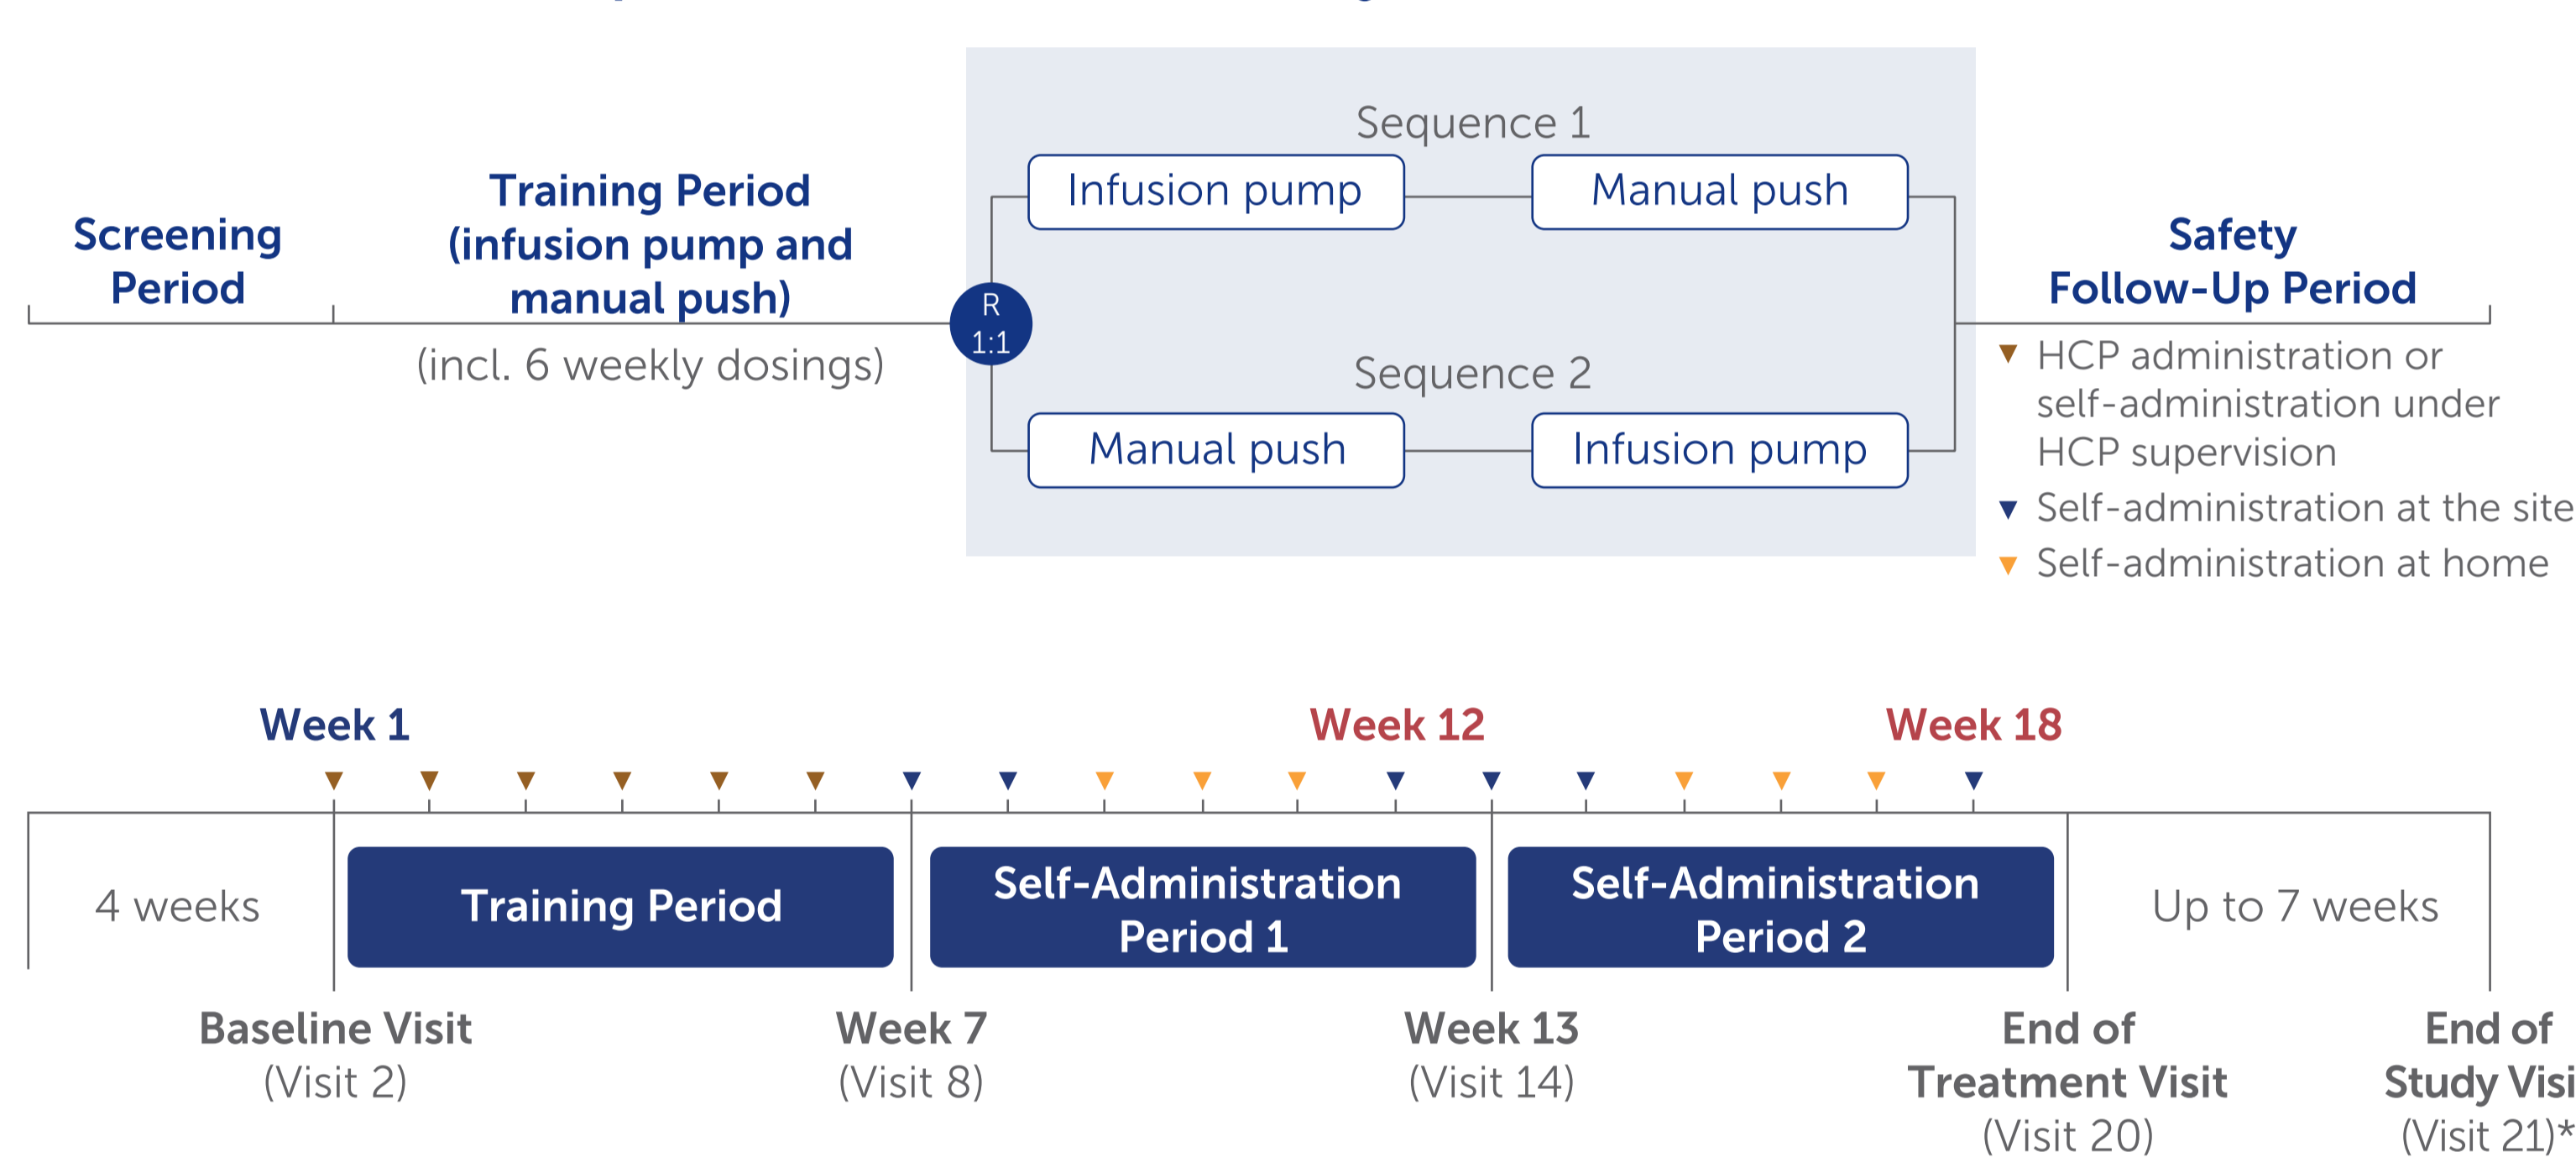 Sequence 1
Infusion pump
Manual push
Screening
Period
Training Period
(infusion pump and
manual push)
(incl. 6 weekly dosings)
R
1:1
Sequence 2
Manual push
Infusion pump
Safety
Follow-Up Period
HCP administration or
self-administration under
HCP supervision
Self-administration at the site
Self-administration at home
Week 1
Week 12
Week 18
4 weeks
Training Period
Self-Administration
Period 1
Self-Administration
Period 2
Up to 7 weeks
Baseline Visit
(Visit 2)
Week 7
(Visit 8)
Week 13
(Visit 14)
End of
Treatment Visit
(Visit 20)
End of
Study Visi
(Visit 21)*